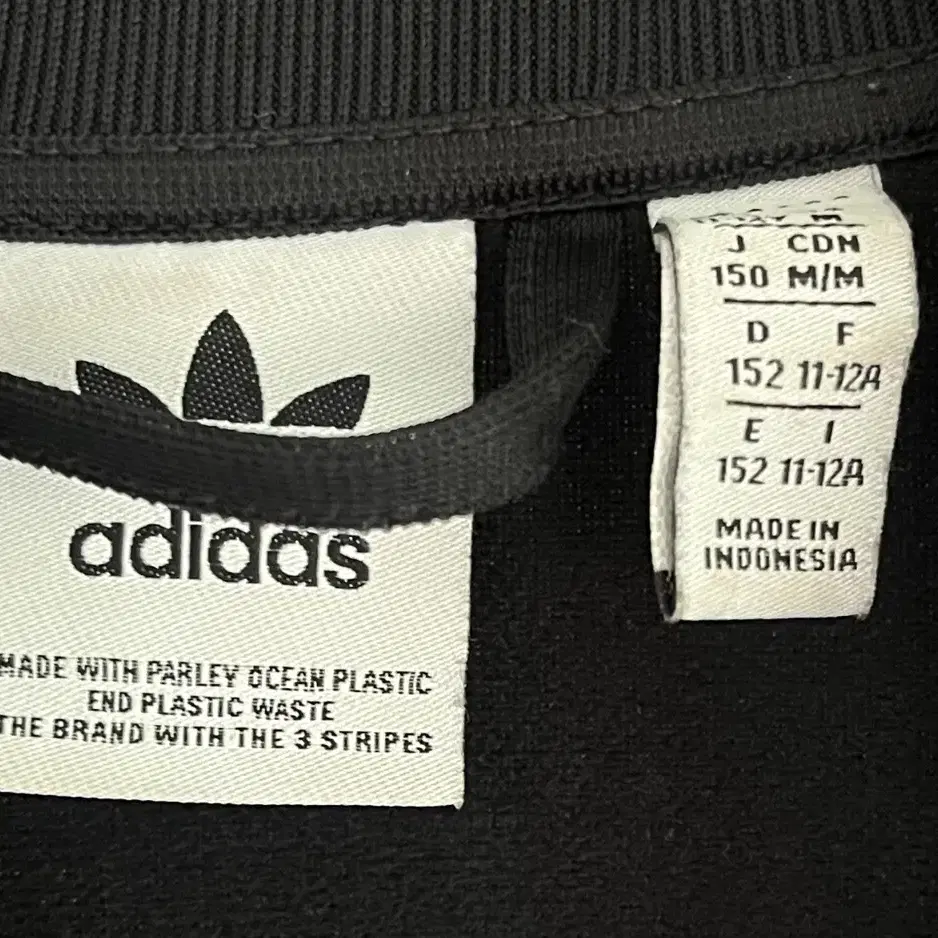 adidas
MADE WITH PARLEY OCEAN PLASTIC
END PLASTIC WASTE
THE BRAND WITH THE 3 STRIPES
M
J CDN
150 M/M
D F
152 11-12A
E I
152 11-12A
MADE IN
INDONESIA